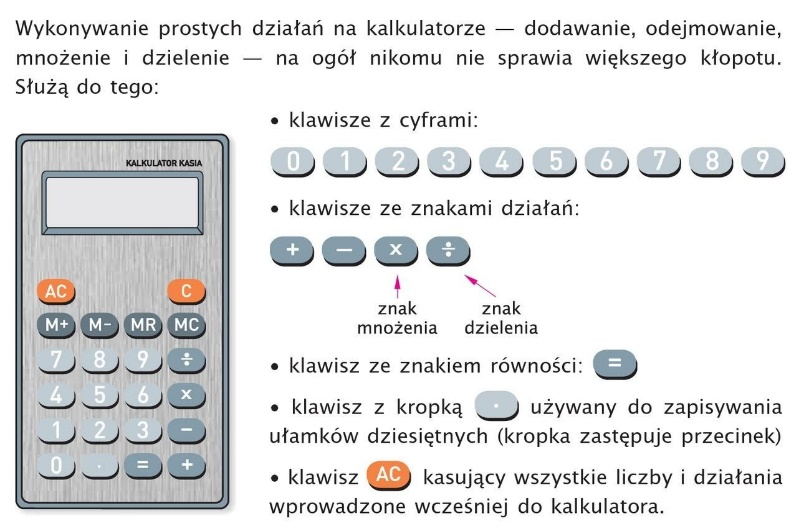 Wykonywanie prostych działań na kalkulatorze — dodawanie, odejmowanie,
mnożenie i dzielenie — na ogół nikomu nie sprawia większego kłopotu.
Służą do tego:
KALKULATOR KASIA
AC C
M+ M− MR MC
7 8 9 ÷
4 5 6 x
1 2 3 −
0 · = +
• klawisze z cyframi:
0 1 2 3 4 5 6 7 8 9
• klawisze ze znakami działań:
+ − x ÷
znak
mnożenia
znak
dzielenia
• klawisz ze znakiem równości: =
• klawisz z kropką · używany do zapisywania
ułamków dziesiętnych (kropka zastępuje przecinek)
• klawisz AC kasujący wszystkie liczby i działania
wprowadzone wcześniej do kalkulatora.